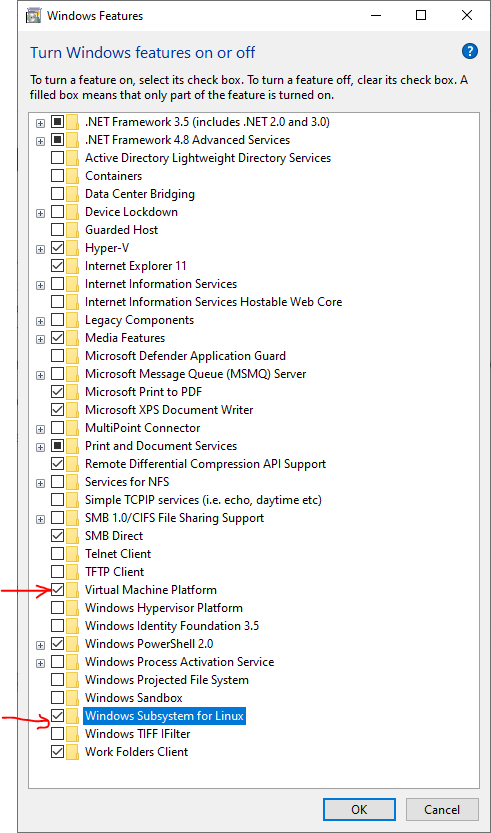 Windows Features
Turn Windows features on or off
To turn a feature on, select its check box. To turn a feature off, clear its check box. A
filled box means that only part of the feature is turned on.
.NET Framework 3.5 (includes .NET 2.0 and 3.0)
.NET Framework 4.8 Advanced Services
Active Directory Lightweight Directory Services
Containers
Data Center Bridging
Device Lockdown
Guarded Host
Hyper-V
Internet Explorer 11
Internet Information Services
Internet Information Services Hostable Web Core
Legacy Components
Media Features
Microsoft Defender Application Guard
Microsoft Message Queue (MSMQ) Server
Microsoft Print to PDF
Microsoft XPS Document Writer
MultiPoint Connector
Print and Document Services
Remote Differential Compression API Support
Services for NFS
Simple TCPIP services (i.e. echo, daytime etc)
SMB 1.0/CIFS File Sharing Support
SMB Direct
Telnet Client
TFTP Client
Virtual Machine Platform
Windows Hypervisor Platform
Windows Identity Foundation 3.5
Windows PowerShell 2.0
Windows Process Activation Service
Windows Projected File System
Windows Sandbox
Windows Subsystem for Linux
Windows TIFF IFilter
Work Folders Client
OK Cancel